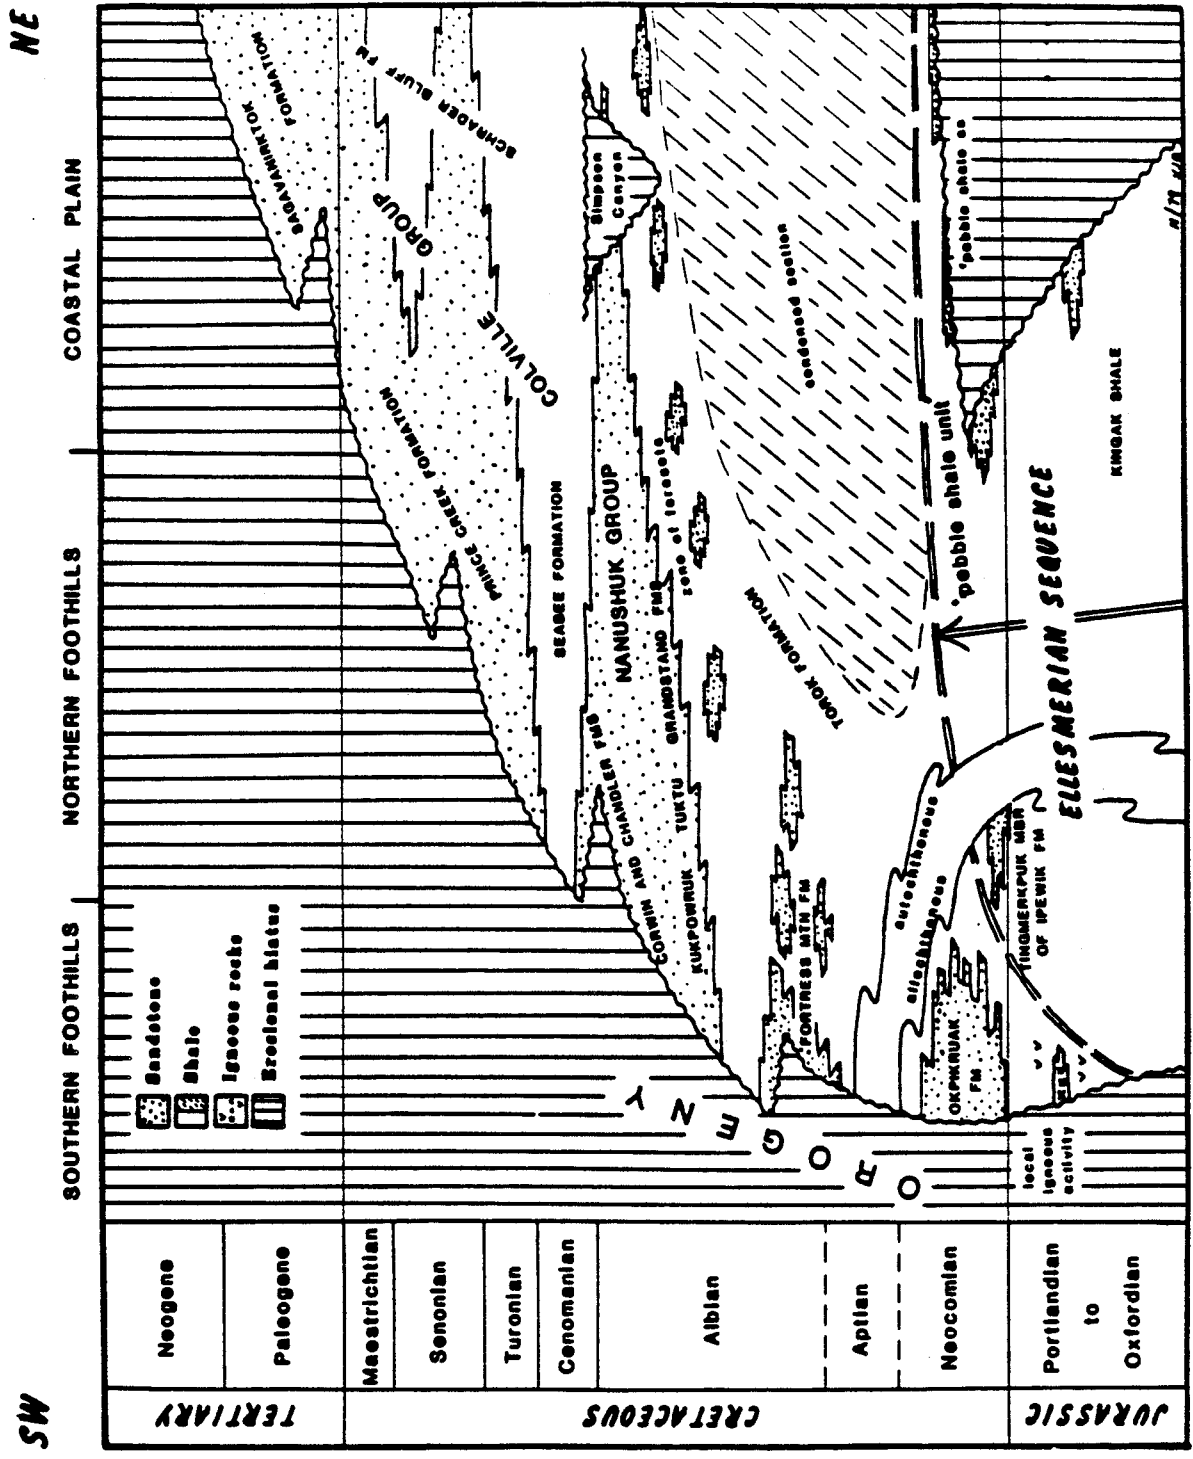 SW
NE
SOUTHERN FOOTHILLS
NORTHERN FOOTHILLS
COASTAL PLAIN
TERTIARY
CRETACEOUS
JURASSIC
Neogene
Paleogene
Maestrichtian
Senonian
Turonian
Cenomanian
Albian
Aptian
Neocomian
Portlandian
to
Oxfordian
Sandstone
Shale
Igneous rocks
Erosional hiatus
OROGENY
local
igneous
activity
SAGAVANIRKTOK
FORMATION
SCHRADER BLUFF FM
PRINCE CREEK FORMATION
COLVILLE
GROUP
SEABEE FORMATION
Simpson
Canyon
NANUSHUK GROUP
CORWIN AND CHANDLER FMS
KUKPOWRUK - TUKTU - GRANDSTAND FMS
zone of foresets
TOROK FORMATION
condensed section
FORTRESS MTN FM
autochthonous
allochthonous
OKPIKRUAK
FM
TINGMERKPUK MBR
OF IPEWIK FM
"pebble shale unit
"pebble shale ss
ELLESMERIAN SEQUENCE
KINGAK SHALE